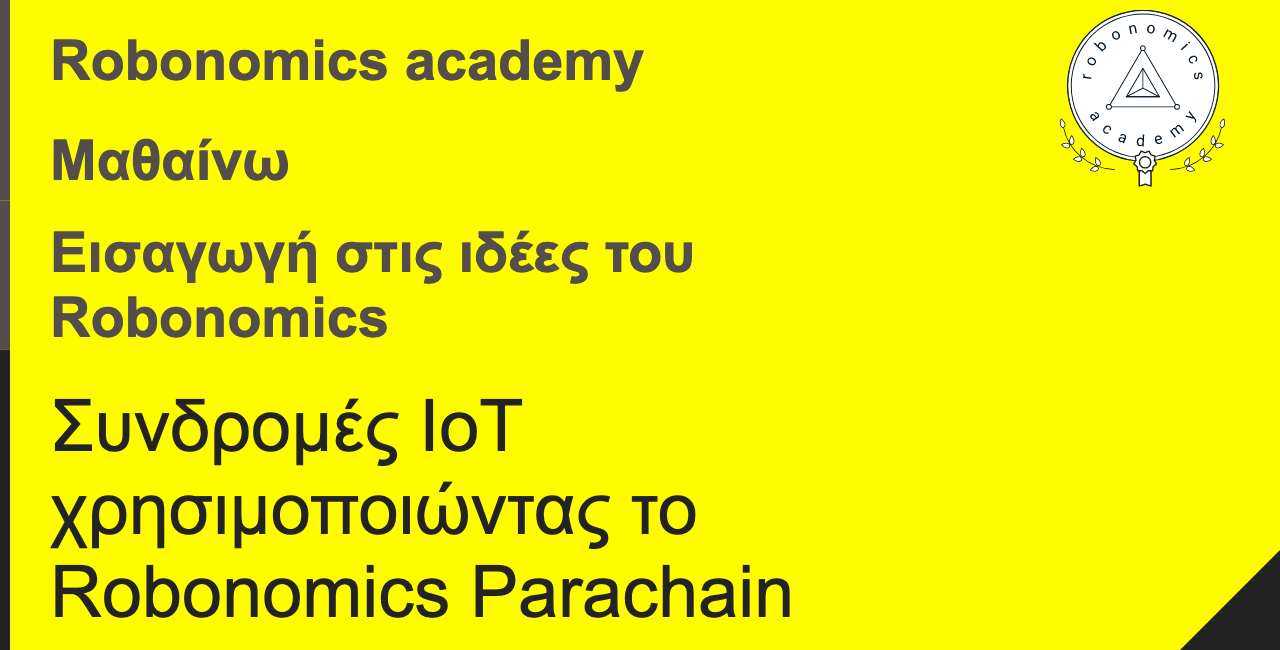 Robonomics academy
Μαθαίνω
Εισαγωγή στις ιδέες του
Robonomics
Συνδρομές IoT
χρησιμοποιώντας το
Robonomics Parachain
robonomics
academy